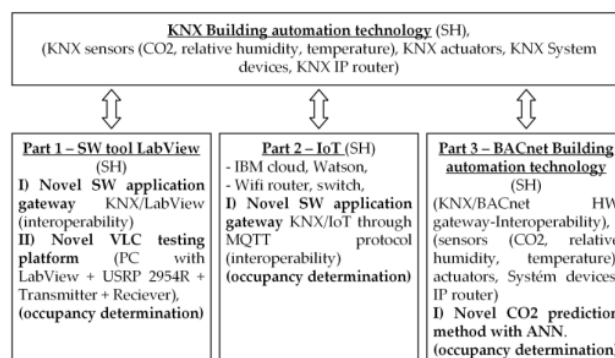 KNX Building automation technology (SH),
(KNX sensors (CO2, relative humidity, temperature), KNX actuators, KNX System
devices, KNX IP router)
Part 1 – SW tool LabView
(SH)
I) Novel SW application
gateway KNX/LabView
(interoperability)
II) Novel VLC testing
platform (PC with
LabView + USRP 2954R +
Transmitter + Reciever),
(occupancy determination)
Part 2 – IoT (SH)
- IBM cloud, Watson,
- Wifi router, switch,
I) Novel SW application
gateway KNX/IoT through
MQTT protocol
(interoperability)
(occupancy determination)
Part 3 – BACnet Building
automation technology
(SH)
(KNX/BACnet HW
gateway-Interoperability),
(sensors (CO2, relative
humidity, temperature)
actuators, Systém devices
IP router)
I) Novel CO2 prediction
method with ANN.
(occupancy determination)